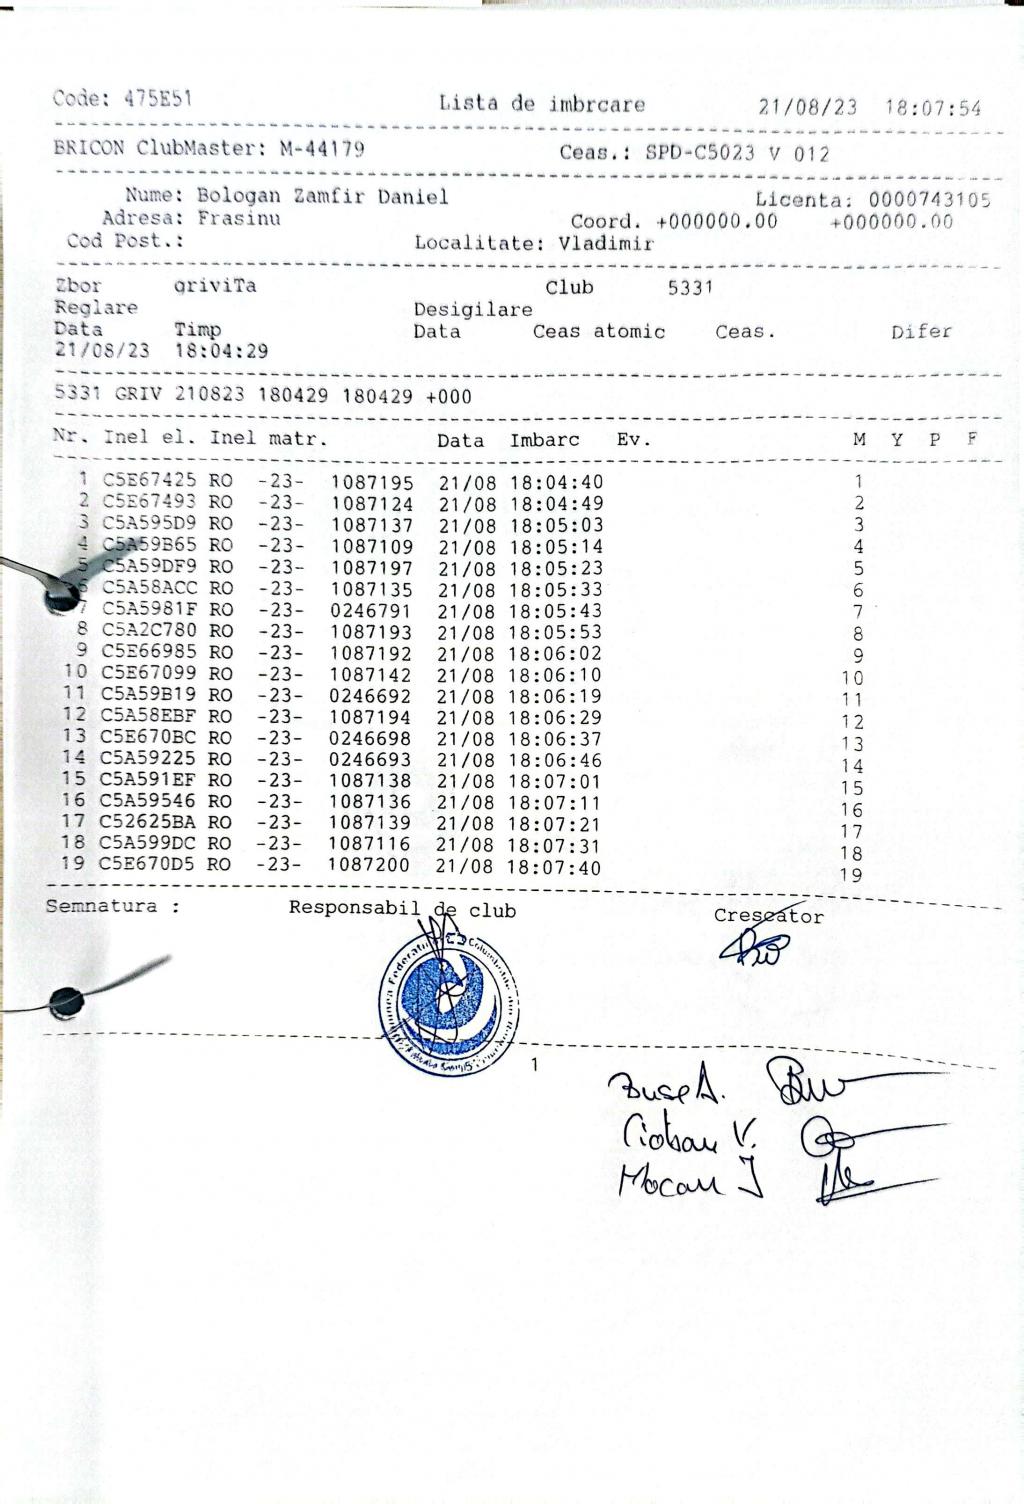 Code: 475E51 Lista de imbrcare 21/08/23 18:07:54
BRICON ClubMaster: M-44179 Ceas.: SPD-C5023 V 012
Nume: Bologan Zamfir Daniel Licenta: 0000743105
Adresa: Frasinu Coord. +000000.00 +000000.00
Cod Post.: Localitate: Vladimir
Zbor griviTa Club 5331
Reglare Desigilare
Data Timp Data Ceas atomic Ceas. Difer
21/08/23 18:04:29
5331 GRIV 210823 180429 180429 +000
Nr. Inel el. Inel matr. Data Imbarc Ev. M Y P F
1 C5E67425 RO -23- 1087195 21/08 18:04:40 1
2 C5E67493 RO -23- 1087124 21/08 18:04:49 2
3 C5A595D9 RO -23- 1087137 21/08 18:05:03 3
4 C5A59B65 RO -23- 1087109 21/08 18:05:14 4
5 C5A59DF9 RO -23- 1087197 21/08 18:05:23 5
6 C5A58ACC RO -23- 1087135 21/08 18:05:33 6
7 C5A5981F RO -23- 0246791 21/08 18:05:43 7
8 C5A2C780 RO -23- 1087193 21/08 18:05:53 8
9 C5E66985 RO -23- 1087192 21/08 18:06:02 9
10 C5E67099 RO -23- 1087142 21/08 18:06:10 10
11 C5A59B19 RO -23- 0246692 21/08 18:06:19 11
12 C5A58EBF RO -23- 1087194 21/08 18:06:29 12
13 C5E670BC RO -23- 0246698 21/08 18:06:37 13
14 C5A59225 RO -23- 0246693 21/08 18:06:46 14
15 C5A591EF RO -23- 1087138 21/08 18:07:01 15
16 C5A59546 RO -23- 1087136 21/08 18:07:11 16
17 C52625BA RO -23- 1087139 21/08 18:07:21 17
18 C5A599DC RO -23- 1087116 21/08 18:07:31 18
19 C5E670D5 RO -23- 1087200 21/08 18:07:40 19
Semnatura : Responsabil de club Crescator
1
Buse A.
Cioban V.
Mocan I